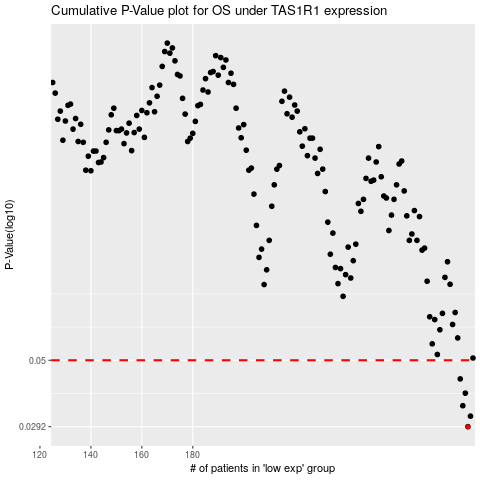 Cumulative P-Value plot for OS under TAS1R1 expression
P-Value(log10)
0.05
0.0292
120 140 160 180
# of patients in 'low exp' group